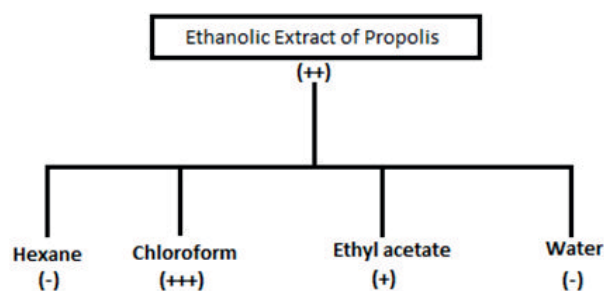 Ethanolic Extract of Propolis
(++)
Hexane Chloroform Ethyl acetate Water
(-) (+++) (+) (-)